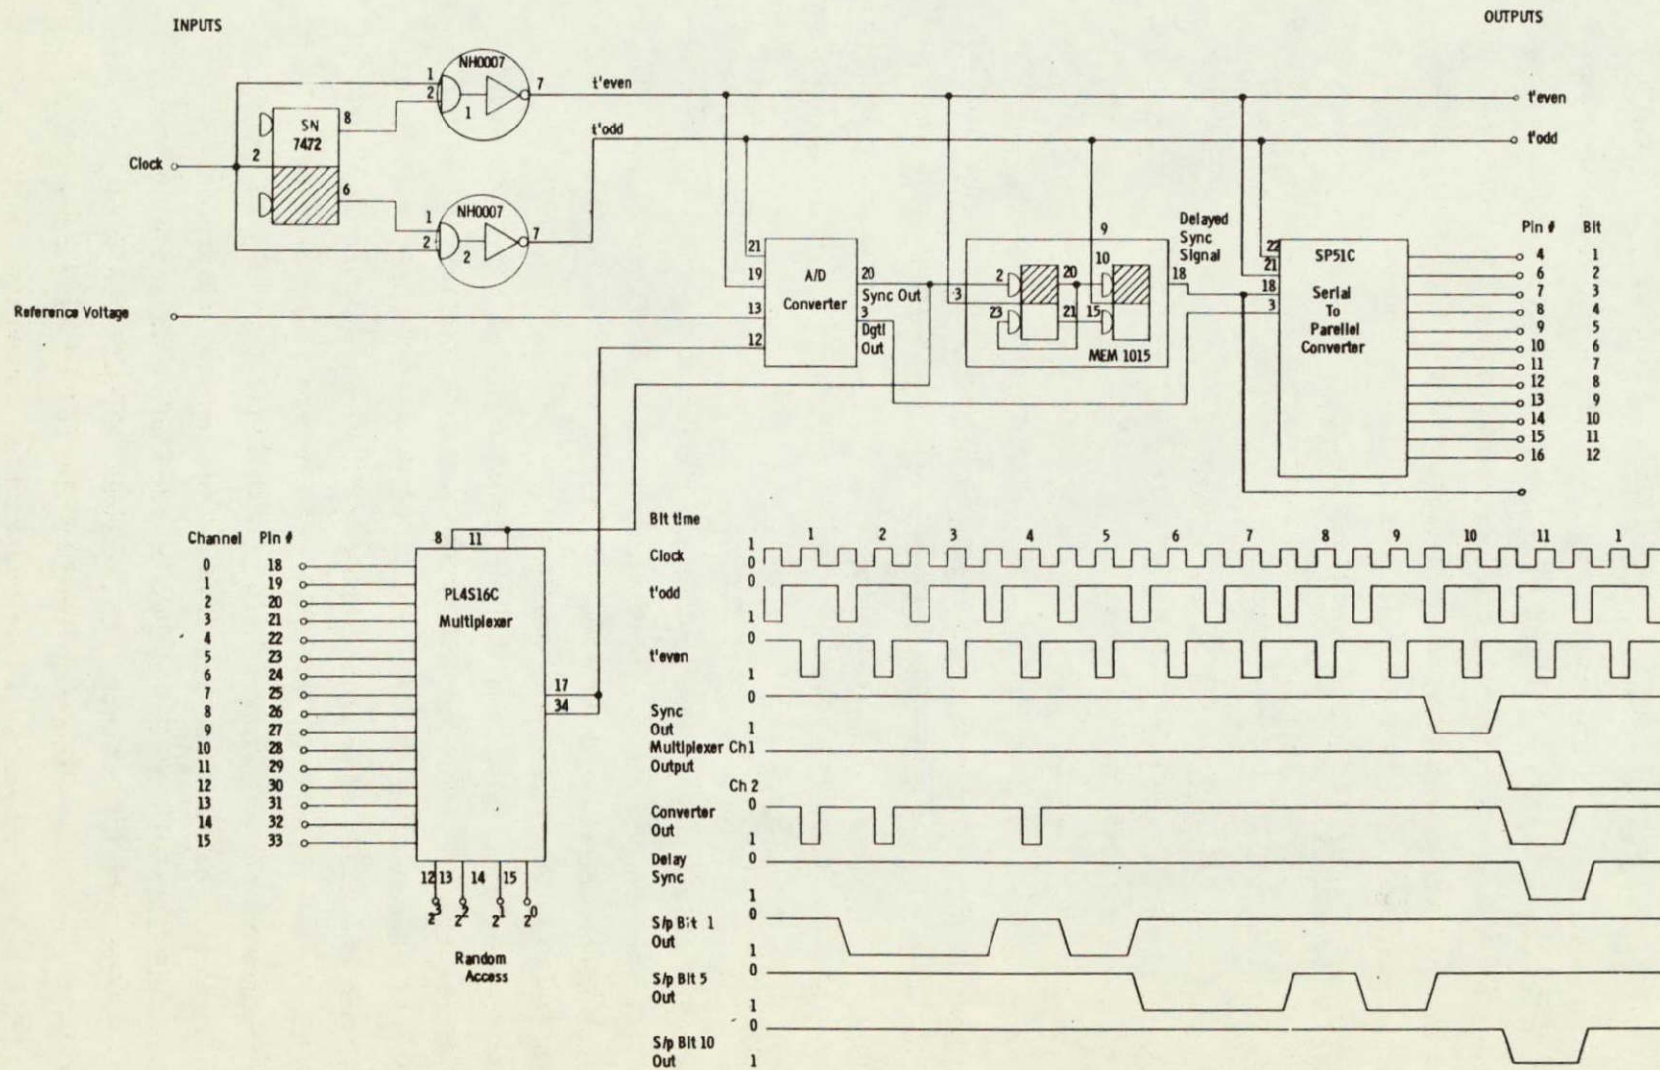 INPUTS
OUTPUTS
NH0007
1
2
1
7
t'even
t'even
SN
7472
8
2
6
Clock
t'odd
t'odd
NH0007
1
2
2
7
Reference Voltage
21
19
13
12
A/D
Converter
20
Sync Out
3
Dgtl
Out
3
2
23
20
21
9
10
15
18
MEM 1015
Delayed
Sync
Signal
22
21
18
3
SP51C
Serial
To
Parellel
Converter
Pin # Bit
4 1
6 2
7 3
8 4
9 5
10 6
11 7
12 8
13 9
14 10
15 11
16 12
Channel Pin #
0 18
1 19
2 20
3 21
4 22
5 23
6 24
7 25
8 26
9 27
10 28
11 29
12 30
13 31
14 32
15 33
8 11
PL4S16C
Multiplexer
17
34
12 13 14 15
2^3 2^2 2^1 2^0
Random
Access
Bit time
1 2 3 4 5 6 7 8 9 10 11 1
Clock 1
0
t'odd 0
1
t'even 0
1
Sync 0
Out 1
Multiplexer Ch1
Output
Ch 2
Converter 0
Out 1
Delay 0
Sync
1
S/p Bit 1 0
Out 1
S/p Bit 5 0
Out 1
S/p Bit 10 0
Out 1